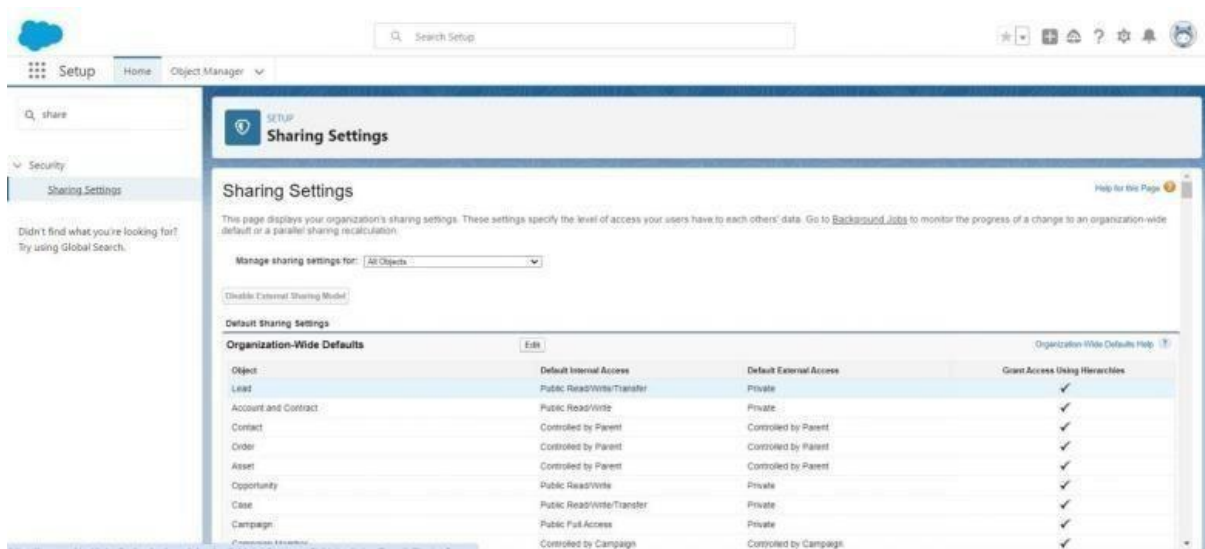 Search Setup
Setup Home Object Manager
share
Security
Sharing Settings
Didn't find what you're looking for?
Try using Global Search.
SETUP
Sharing Settings
Sharing Settings
Help for this Page
This page displays your organization's sharing settings. These settings specify the level of access your users have to each others' data. Go to Background Jobs to monitor the progress of a change to an organization-wide
default or a parallel sharing recalculation.
Manage sharing settings for: All Objects
Disable External Sharing Model
Default Sharing Settings
Organization-Wide Defaults Edit Organization-Wide Defaults Help ?
Object Default Internal Access Default External Access Grant Access Using Hierarchies
Lead Public Read/Write/Transfer Private ✓
Account and Contract Public Read/Write Private ✓
Contact Controlled by Parent Controlled by Parent ✓
Order Controlled by Parent Controlled by Parent ✓
Asset Controlled by Parent Controlled by Parent ✓
Opportunity Public Read/Write Private ✓
Case Public Read/Write/Transfer Private ✓
Campaign Public Full Access Private ✓
Campaign Member Controlled by Campaign Controlled by Campaign ✓